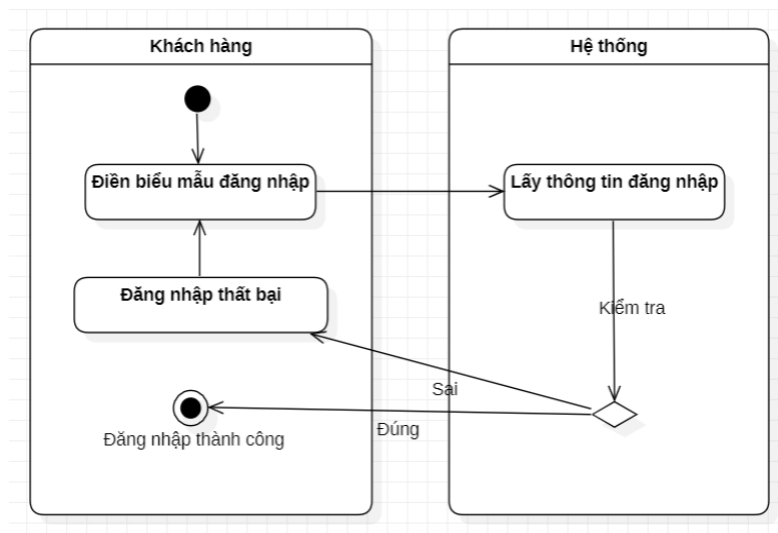 Khách hàng
Hệ thống
Điền biểu mẫu đăng nhập
Lấy thông tin đăng nhập
Đăng nhập thất bại
Kiểm tra
Sai
Đúng
Đăng nhập thành công